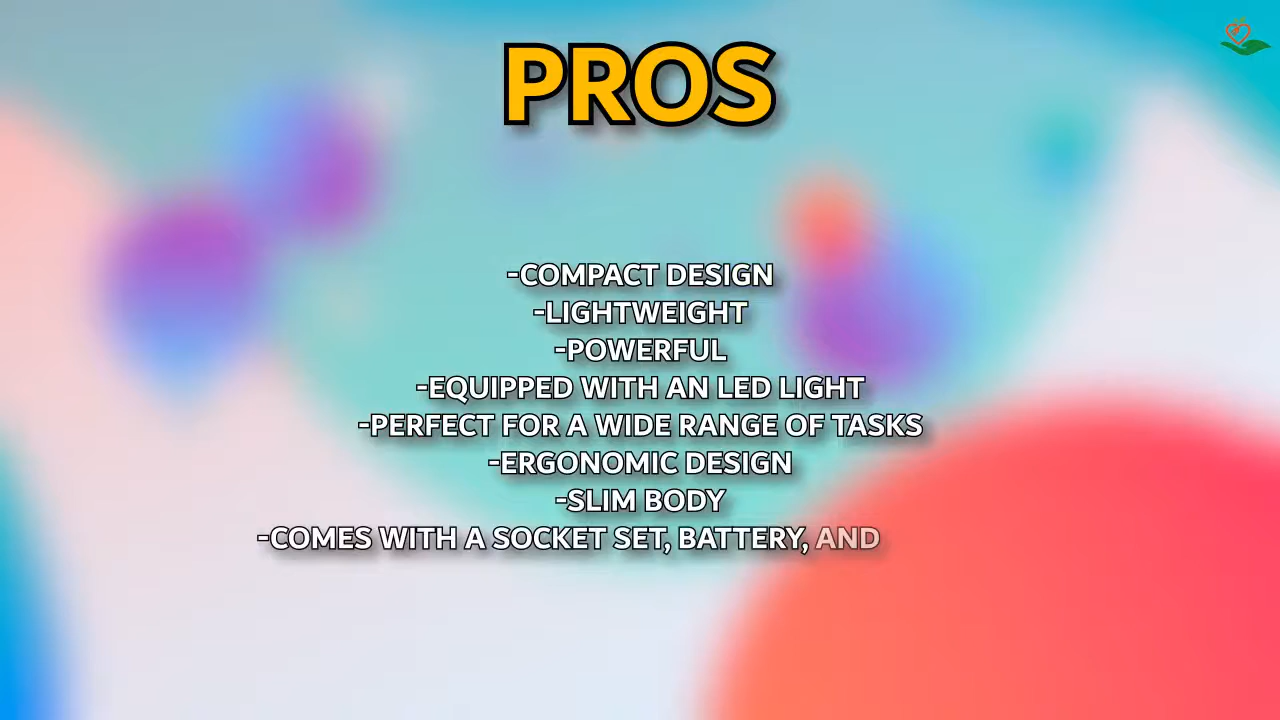 PROS
-COMPACT DESIGN
-LIGHTWEIGHT
-POWERFUL
-EQUIPPED WITH AN LED LIGHT
-PERFECT FOR A WIDE RANGE OF TASKS
-ERGONOMIC DESIGN
-SLIM BODY
-COMES WITH A SOCKET SET, BATTERY, AND